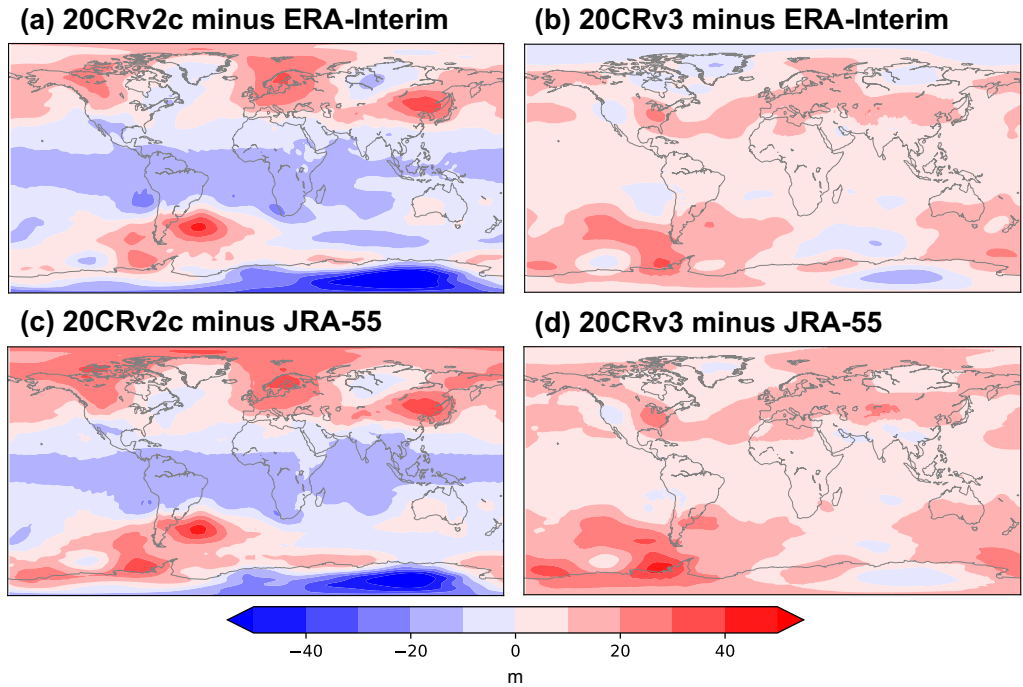 (a) 20CRv2c minus ERA-Interim
(b) 20CRv3 minus ERA-Interim
(c) 20CRv2c minus JRA-55
(d) 20CRv3 minus JRA-55
−40 −20 0 20 40
m